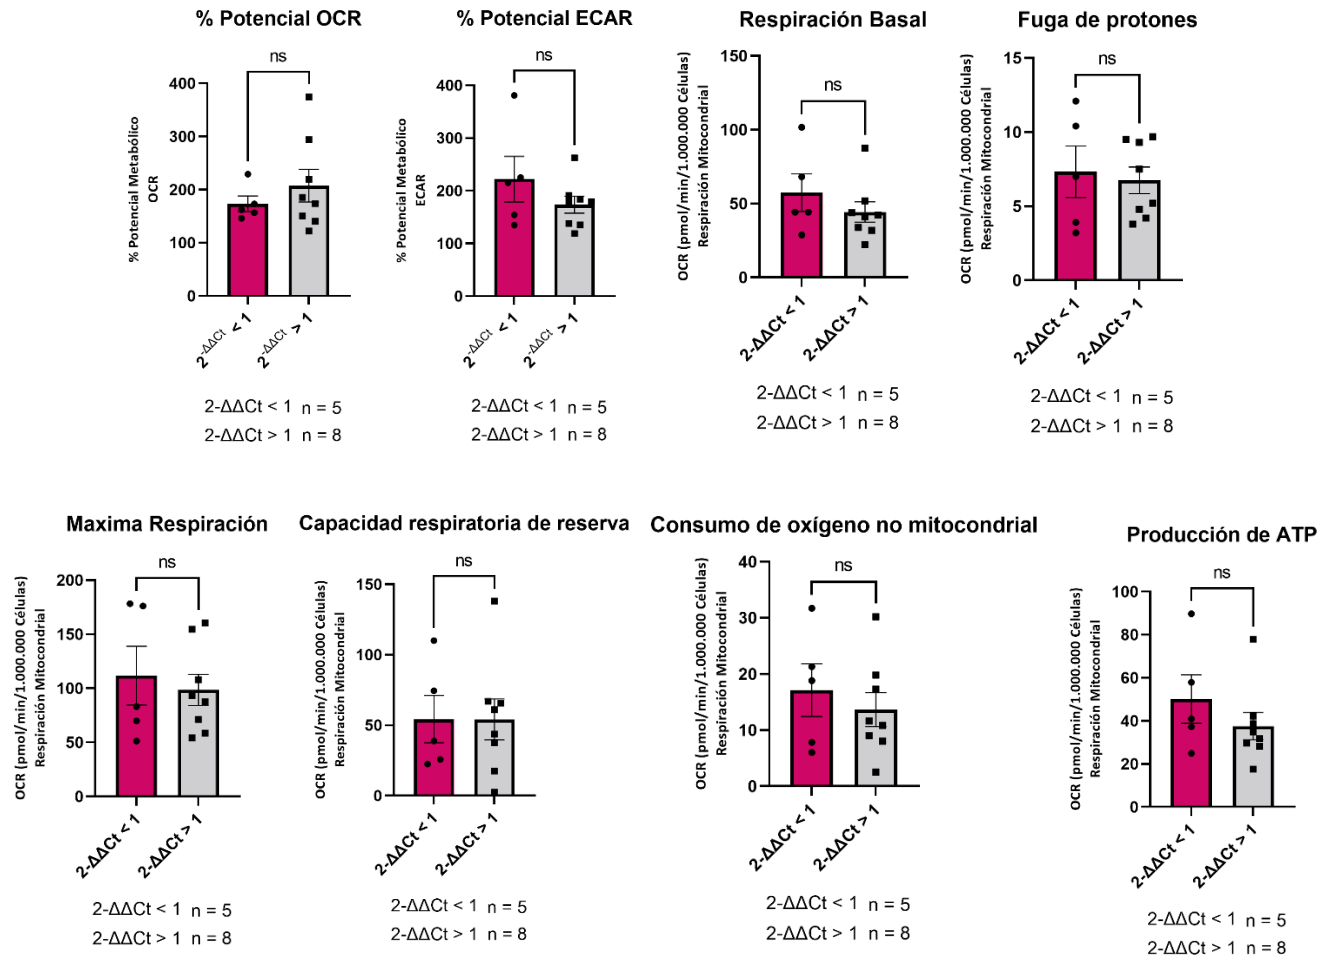 % Potencial OCR
ns
% Potencial Metabólico
OCR
400
300
200
100
0
2-ΔΔCt < 1
2-ΔΔCt > 1
2-ΔΔCt < 1 n = 5
2-ΔΔCt > 1 n = 8
% Potencial ECAR
ns
% Potencial Metabólico
ECAR
400
300
200
100
0
2-ΔΔCt < 1
2-ΔΔCt > 1
2-ΔΔCt < 1 n = 5
2-ΔΔCt > 1 n = 8
Respiración Basal
ns
OCR (pmol/min/1.000.000 Células)
Respiración Mitocondrial
150
100
50
0
2-ΔΔCt < 1
2-ΔΔCt > 1
2-ΔΔCt < 1 n = 5
2-ΔΔCt > 1 n = 8
Fuga de protones
ns
OCR (pmol/min/1.000.000 Células)
Respiración Mitocondrial
15
10
5
0
2-ΔΔCt < 1
2-ΔΔCt > 1
2-ΔΔCt < 1 n = 5
2-ΔΔCt > 1 n = 8
Maxima Respiración
ns
OCR (pmol/min/1.000.000 Células)
Respiración Mitocondrial
200
150
100
50
0
2-ΔΔCt < 1
2-ΔΔCt > 1
2-ΔΔCt < 1 n = 5
2-ΔΔCt > 1 n = 8
Capacidad respiratoria de reserva
ns
OCR (pmol/min/1.000.000 Células)
Respiración Mitocondrial
150
100
50
0
2-ΔΔCt < 1
2-ΔΔCt > 1
2-ΔΔCt < 1 n = 5
2-ΔΔCt > 1 n = 8
Consumo de oxígeno no mitocondrial
ns
OCR (pmol/min/1.000.000 Células)
Respiración Mitocondrial
40
30
20
10
0
2-ΔΔCt < 1
2-ΔΔCt > 1
2-ΔΔCt < 1 n = 5
2-ΔΔCt > 1 n = 8
Producción de ATP
ns
OCR (pmol/min/1.000.000 Células)
Respiración Mitocondrial
100
80
60
40
20
0
2-ΔΔCt < 1
2-ΔΔCt > 1
2-ΔΔCt < 1 n = 5
2-ΔΔCt > 1 n = 8